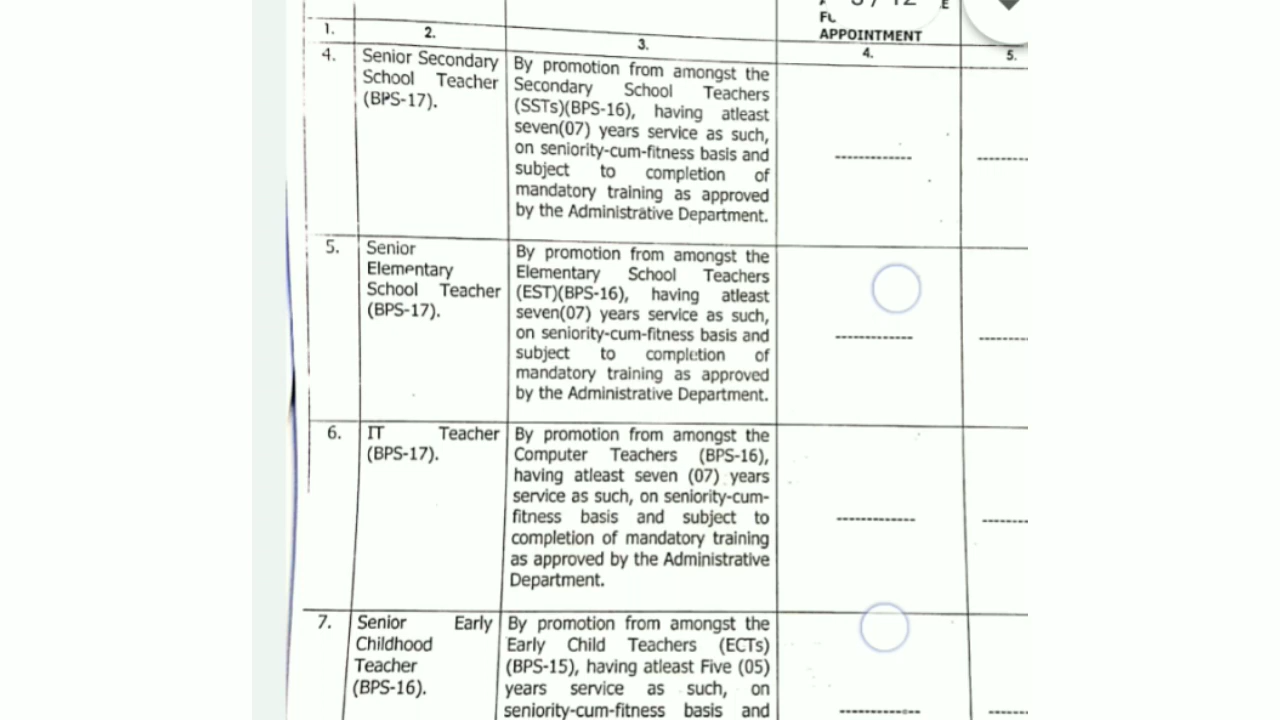 APPOINTMENT
1.
2.
3.
4.
5.
4.
Senior Secondary
School Teacher
(BPS-17).
By promotion from amongst the
Secondary School Teachers
(SSTs)(BPS-16), having atleast
seven(07) years service as such,
on seniority-cum-fitness basis and
subject to completion of
mandatory training as approved
by the Administrative Department.
------------
--------
5.
Senior
Elementary
School Teacher
(BPS-17).
By promotion from amongst the
Elementary School Teachers
(EST)(BPS-16), having atleast
seven(07) years service as such,
on seniority-cum-fitness basis and
subject to completion of
mandatory training as approved
by the Administrative Department.
------------
--------
6.
IT Teacher
(BPS-17).
By promotion from amongst the
Computer Teachers (BPS-16),
having atleast seven (07) years
service as such, on seniority-cum-
fitness basis and subject to
completion of mandatory training
as approved by the Administrative
Department.
------------
--------
7.
Senior Early
Childhood
Teacher
(BPS-16).
By promotion from amongst the
Early Child Teachers (ECTs)
(BPS-15), having atleast Five (05)
years service as such, on
seniority-cum-fitness basis and
------------
--------